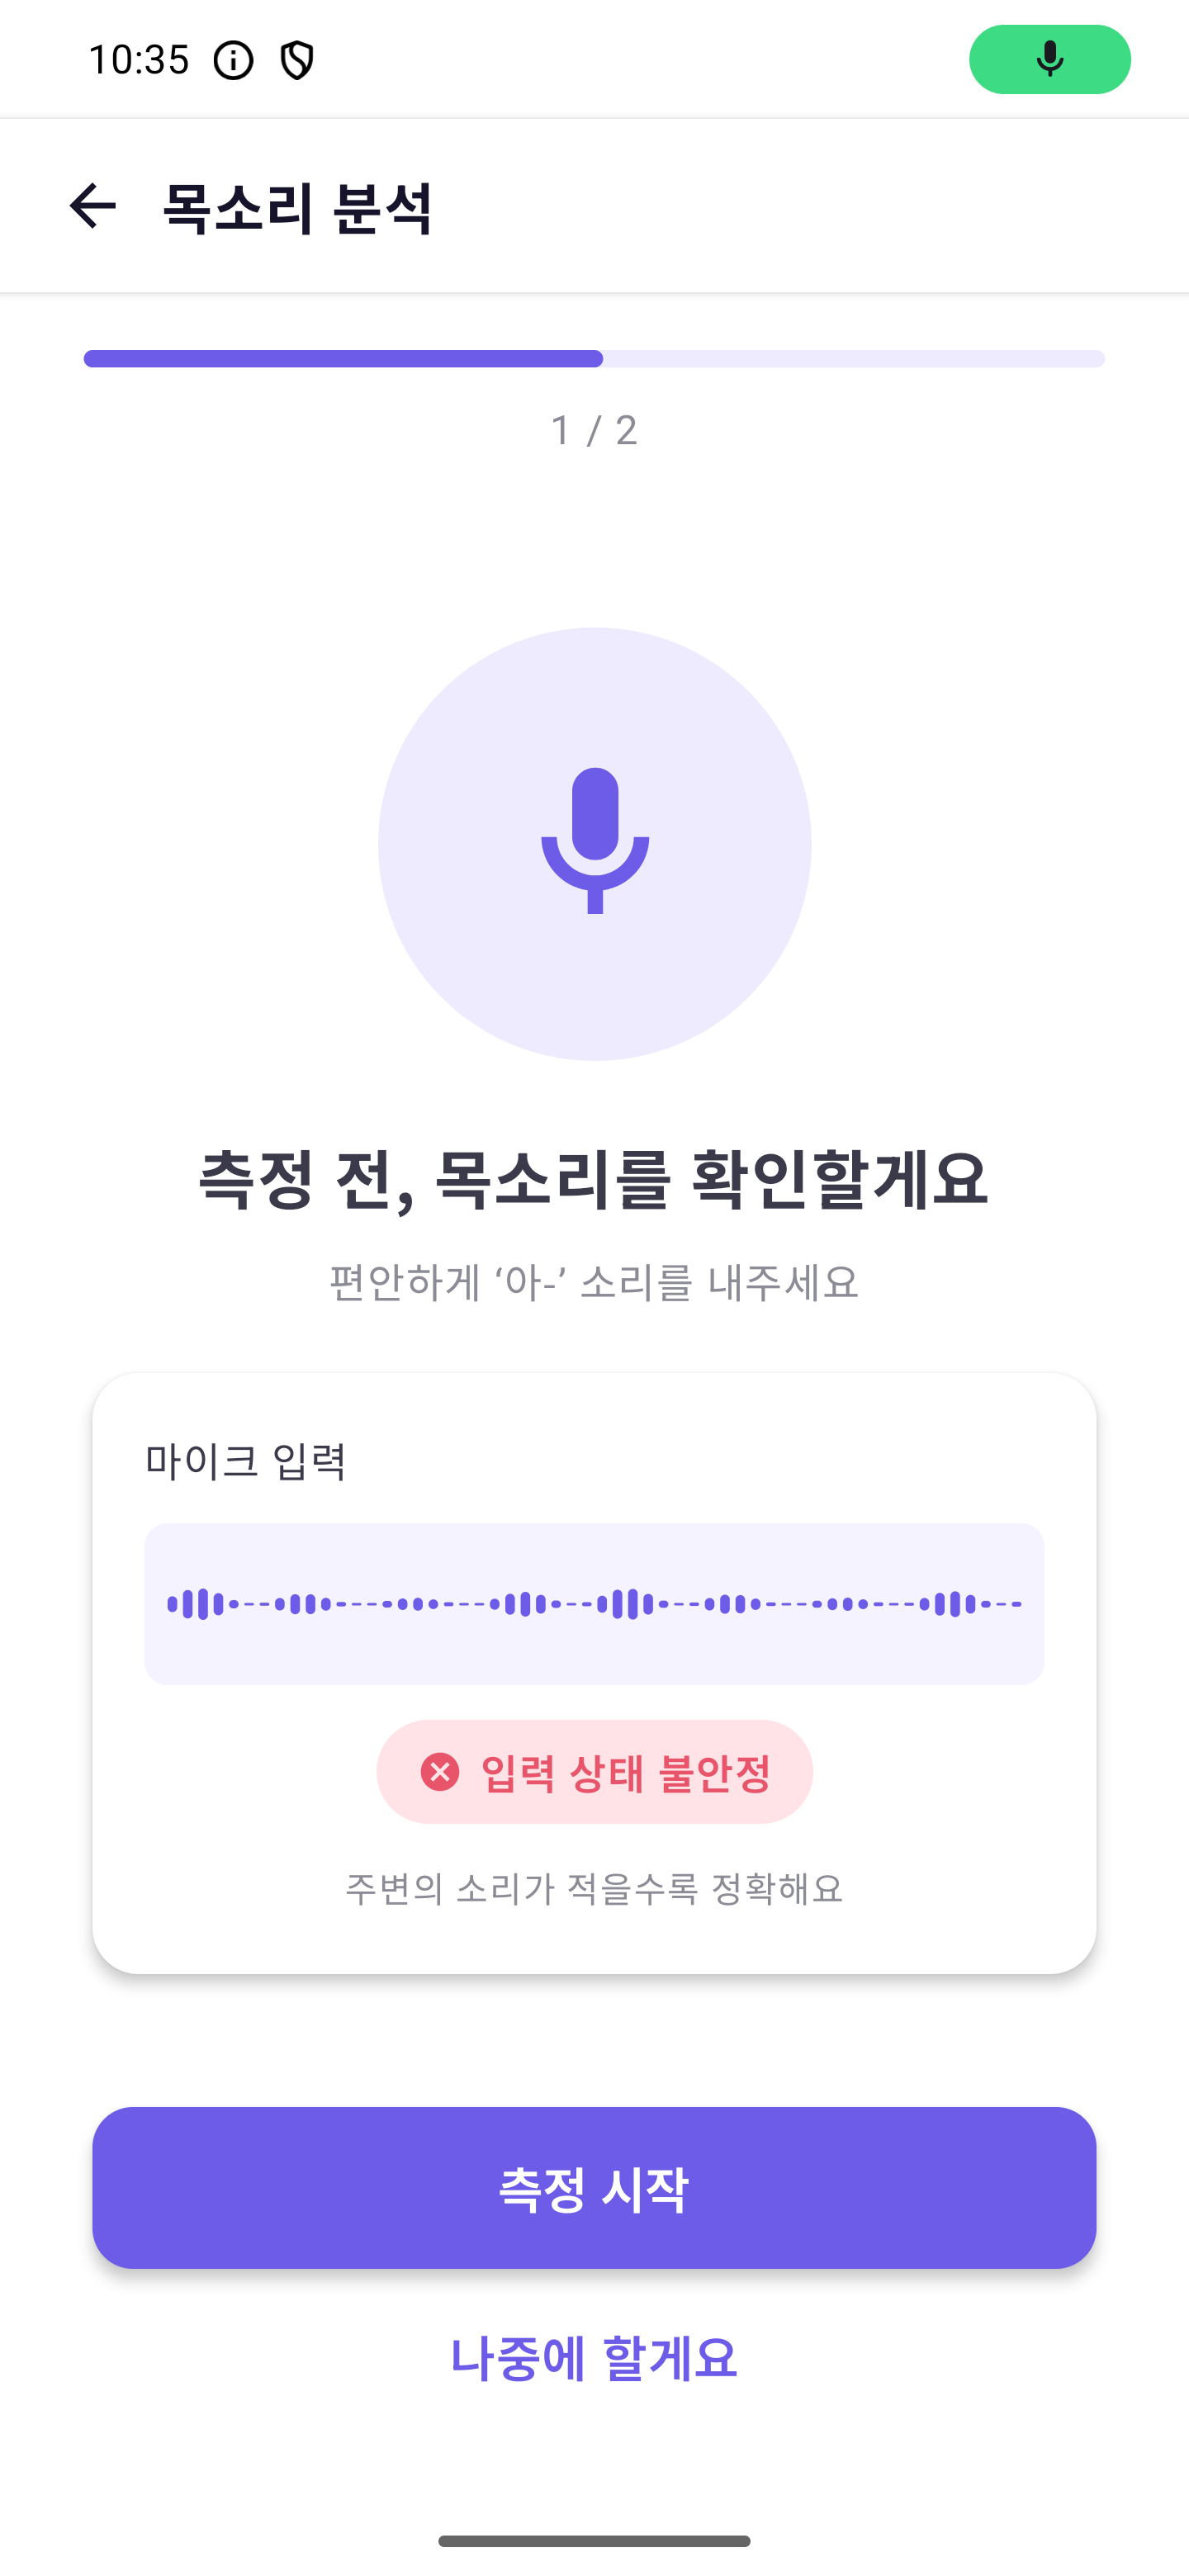 10:35
목소리 분석
1 / 2
측정 전, 목소리를 확인할게요
편안하게 ‘아-’ 소리를 내주세요
마이크 입력
입력 상태 불안정
주변의 소리가 적을수록 정확해요
측정 시작
나중에 할게요